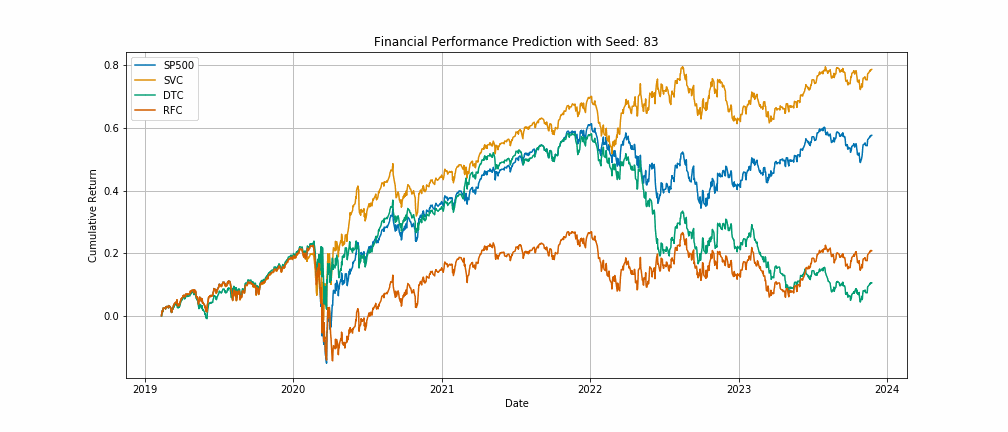 Financial Performance Prediction with Seed: 83
SP500
SVC
DTC
RFC
Cumulative Return
0.8
0.6
0.4
0.2
0.0
2019
2020
2021
2022
2023
2024
Date